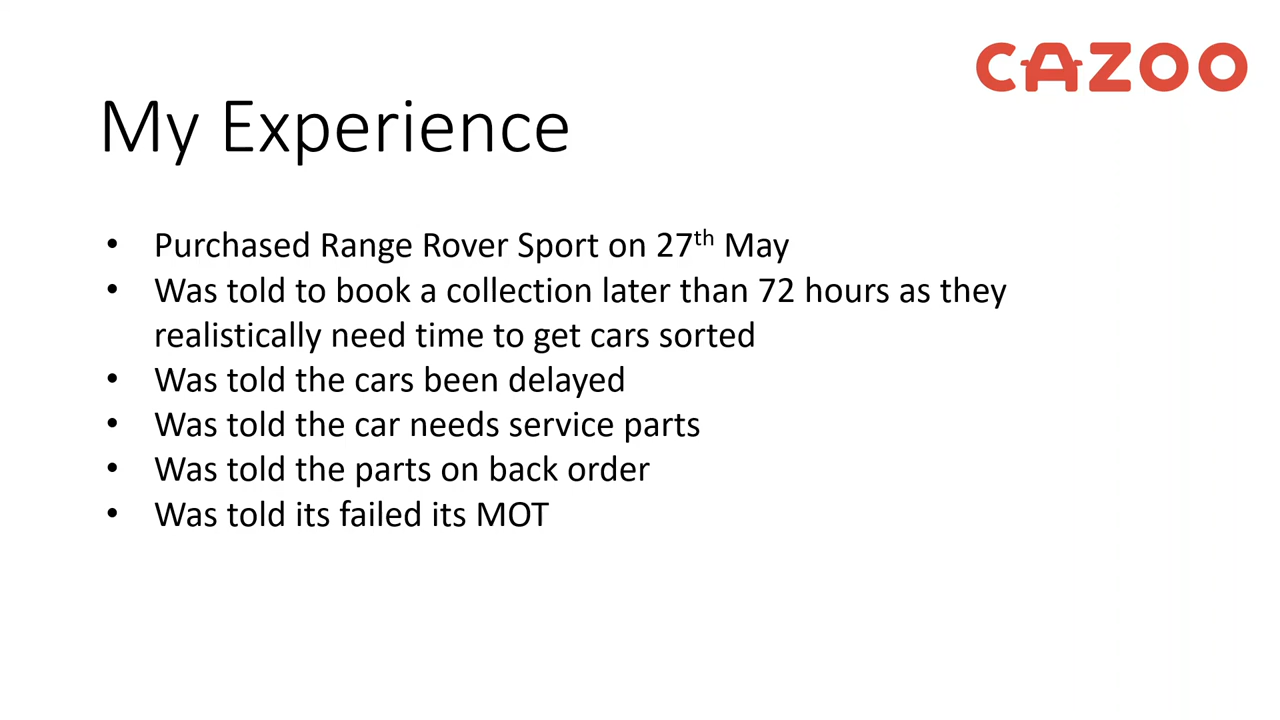 CAZOO
My Experience
• Purchased Range Rover Sport on 27th May
• Was told to book a collection later than 72 hours as they
realistically need time to get cars sorted
• Was told the cars been delayed
• Was told the car needs service parts
• Was told the parts on back order
• Was told its failed its MOT